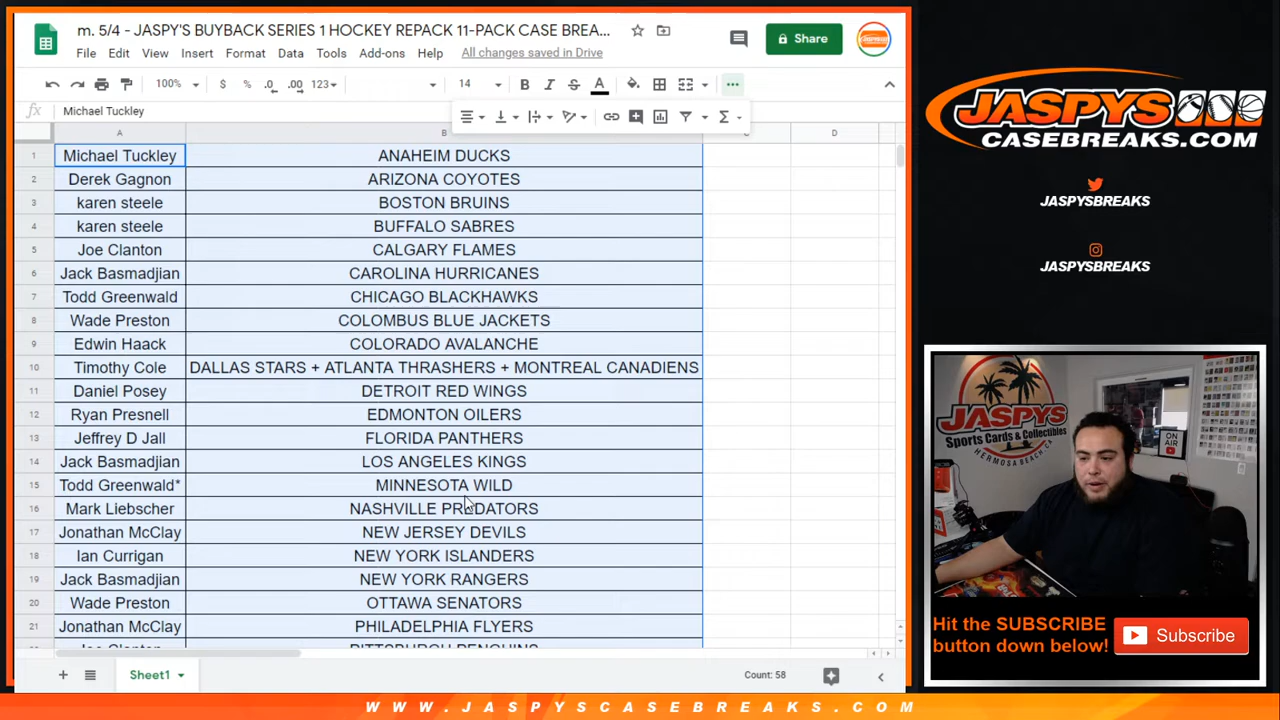 m. 5/4 - JASPY'S BUYBACK SERIES 1 HOCKEY REPACK 11-PACK CASE BREA...
Share
File Edit View Insert Format Data Tools Add-ons Help All changes saved in Drive
100% $ % .0 .00 123 14 B I S A
fx Michael Tuckley
A B D
1 Michael Tuckley ANAHEIM DUCKS
2 Derek Gagnon ARIZONA COYOTES
3 karen steele BOSTON BRUINS
4 karen steele BUFFALO SABRES
5 Joe Clanton CALGARY FLAMES
6 Jack Basmadjian CAROLINA HURRICANES
7 Todd Greenwald CHICAGO BLACKHAWKS
8 Wade Preston COLOMBUS BLUE JACKETS
9 Edwin Haack COLORADO AVALANCHE
10 Timothy Cole DALLAS STARS + ATLANTA THRASHERS + MONTREAL CANADIENS
11 Daniel Posey DETROIT RED WINGS
12 Ryan Presnell EDMONTON OILERS
13 Jeffrey D Jall FLORIDA PANTHERS
14 Jack Basmadjian LOS ANGELES KINGS
15 Todd Greenwald* MINNESOTA WILD
16 Mark Liebscher NASHVILLE PREDATORS
17 Jonathan McClay NEW JERSEY DEVILS
18 Ian Currigan NEW YORK ISLANDERS
19 Jack Basmadjian NEW YORK RANGERS
20 Wade Preston OTTAWA SENATORS
21 Jonathan McClay PHILADELPHIA FLYERS
Joe Clanton PITTSBURGH PENGUINS
Sheet1
Count: 58
JASPYS
CASEBREAKS.COM
JASPYSBREAKS
JASPYSBREAKS
JASPYS
Sports Cards & Collectibles
HERMOSA BEACH
ON
AIR
Hit the SUBSCRIBE
button down below!
Subscribe
WWW.JASPYSCASEBREAKS.COM